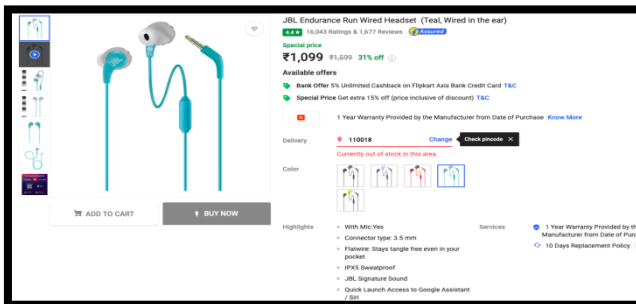 JBL Endurance Run Wired Headset (Teal, Wired in the ear)
4.4★ 16,043 Ratings & 1,677 Reviews Assured
Special price
₹1,099 ₹1,599 31% off
Available offers
Bank Offer 5% Unlimited Cashback on Flipkart Axis Bank Credit Card T&C
Special Price Get extra 15% off (price inclusive of discount) T&C
1 Year Warranty Provided by the Manufacturer from Date of Purchase Know More
Delivery 110018 Change Check pincode X
Currently out of stock in this area.
Color
ADD TO CART BUY NOW
Highlights
With Mic:Yes
Connector type: 3.5 mm
Flatwire: Stays tangle free even in your
pocket
IPX5 Sweatproof
JBL Signature Sound
Quick Launch Access to Google Assistant
/ Siri
Services
1 Year Warranty Provided by th
Manufacturer from Date of Purc
10 Days Replacement Policy